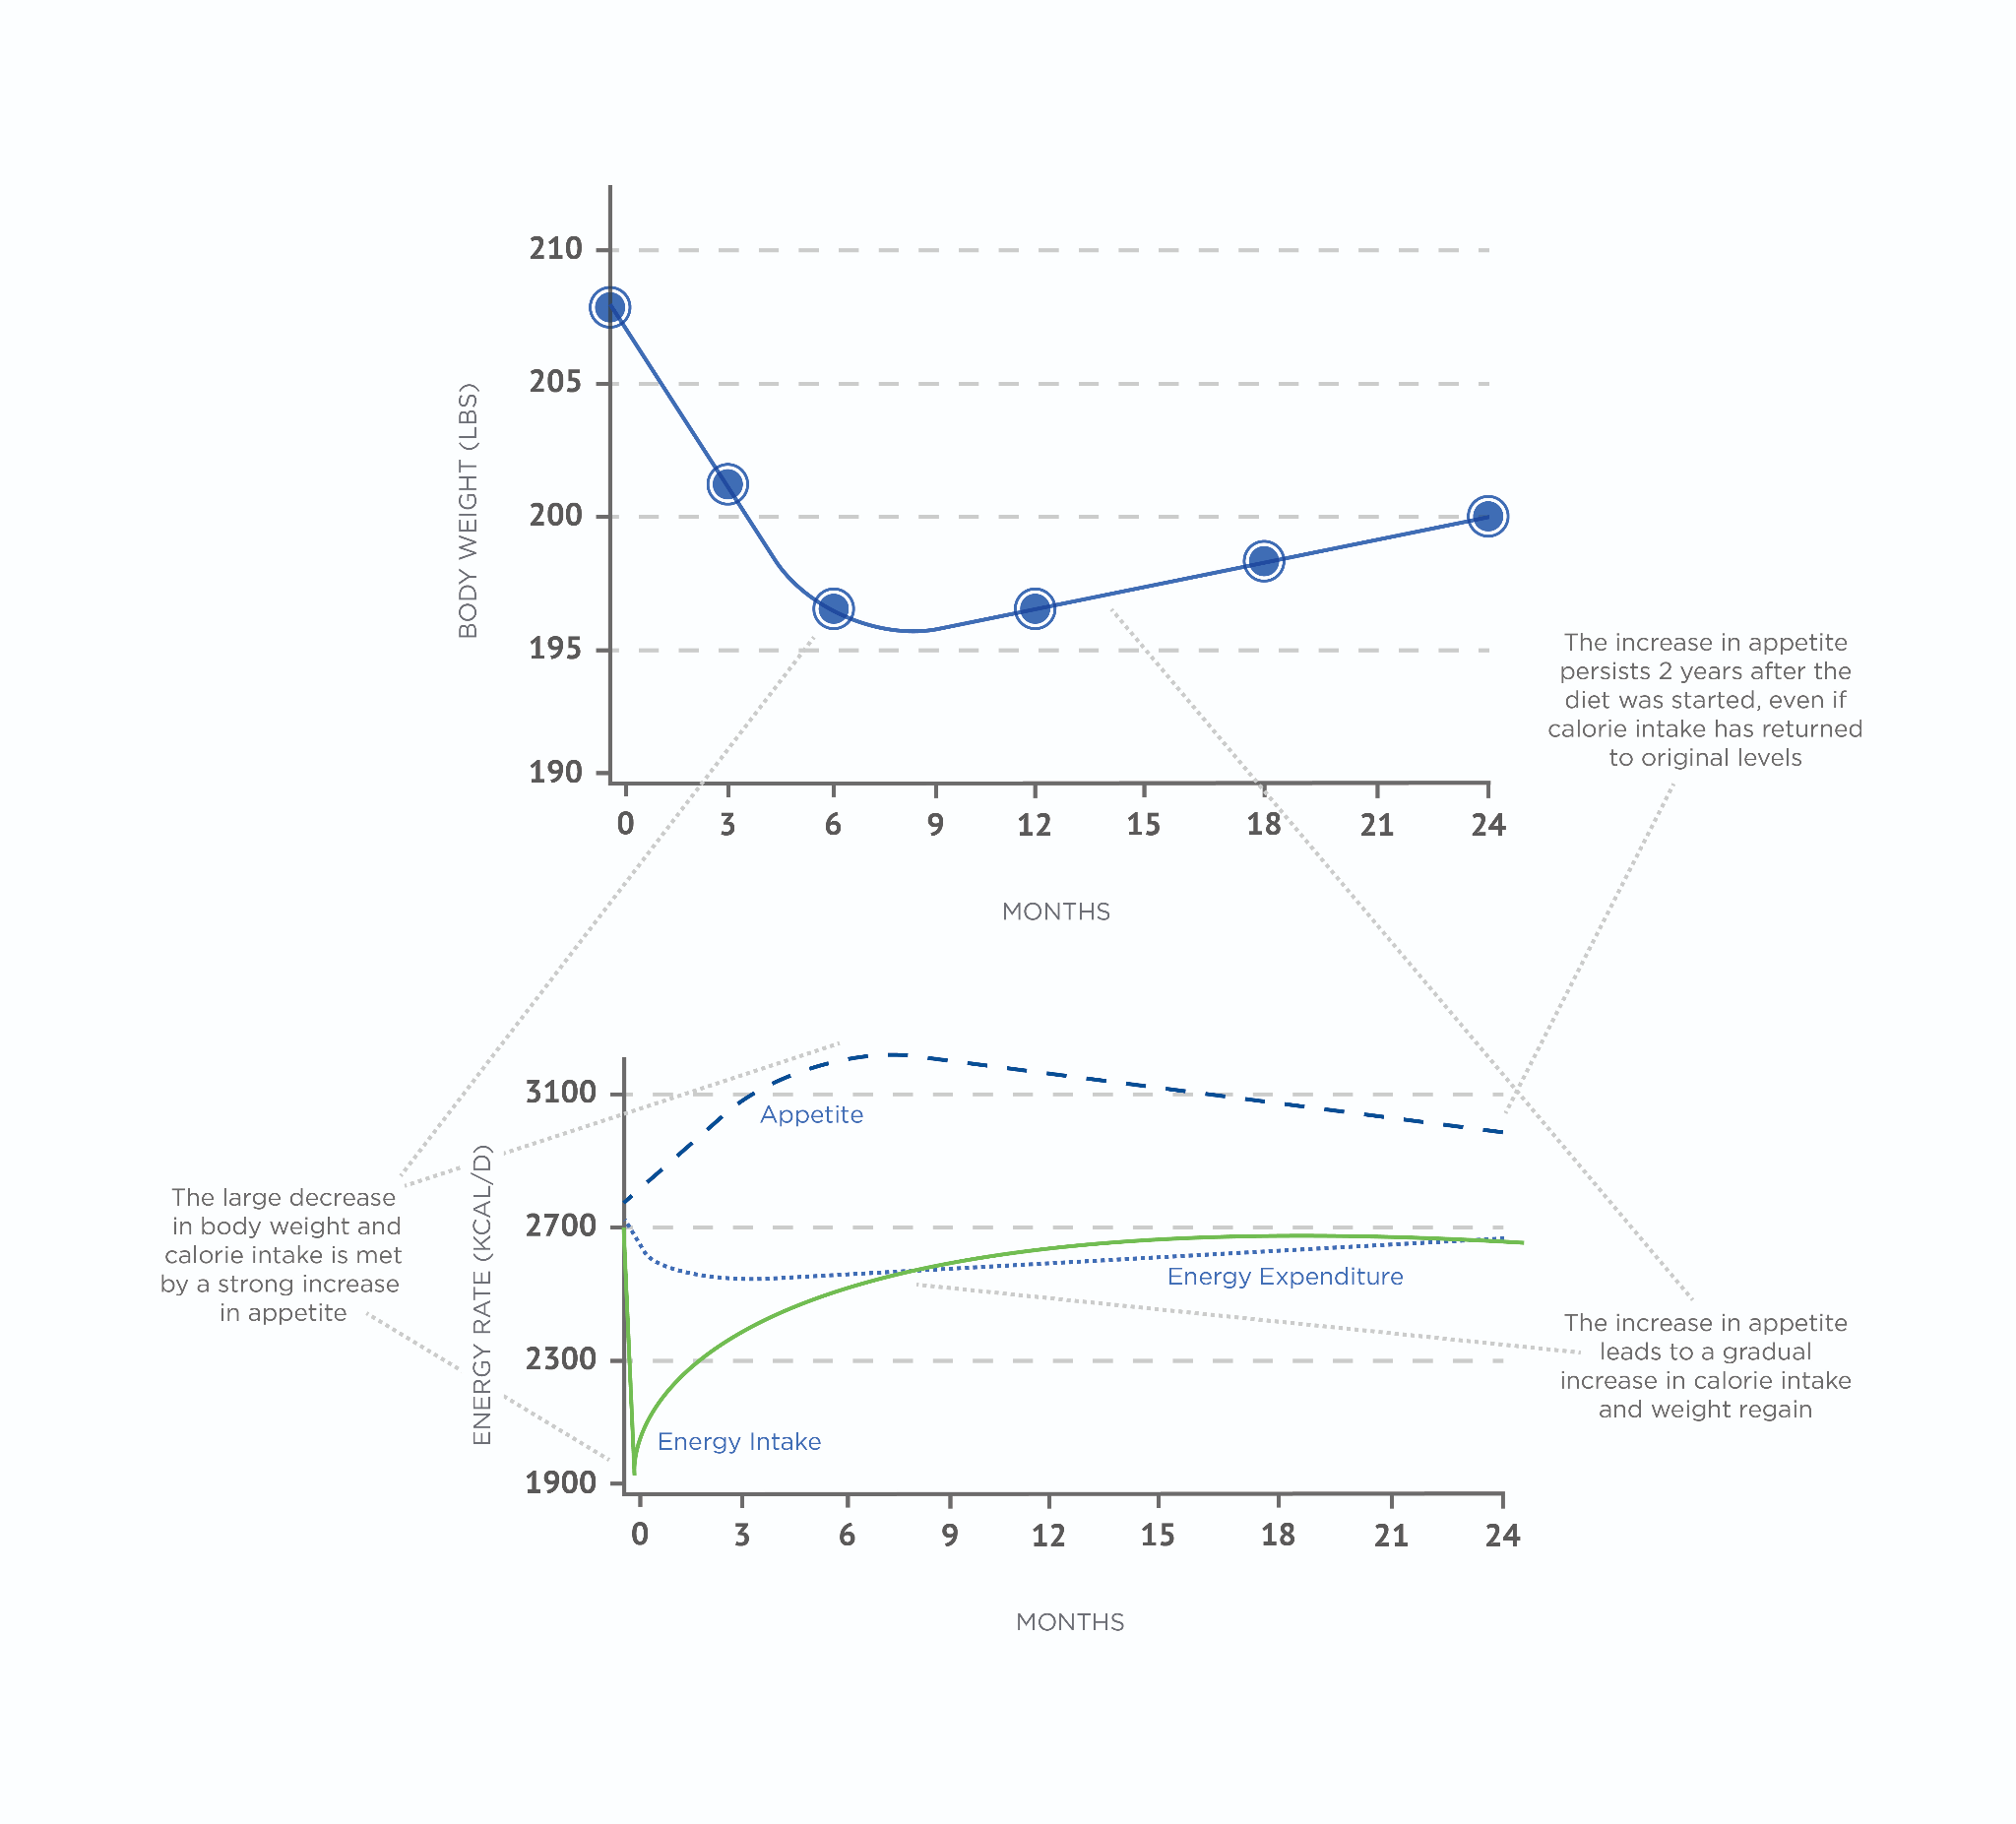 210
205
200
195
190
BODY WEIGHT (LBS)
0 3 6 9 12 15 18 21 24
MONTHS
The increase in appetite
persists 2 years after the
diet was started, even if
calorie intake has returned
to original levels
3100
2700
2300
1900
ENERGY RATE (KCAL/D)
Appetite
Energy Expenditure
Energy Intake
0 3 6 9 12 15 18 21 24
MONTHS
The large decrease
in body weight and
calorie intake is met
by a strong increase
in appetite
The increase in appetite
leads to a gradual
increase in calorie intake
and weight regain